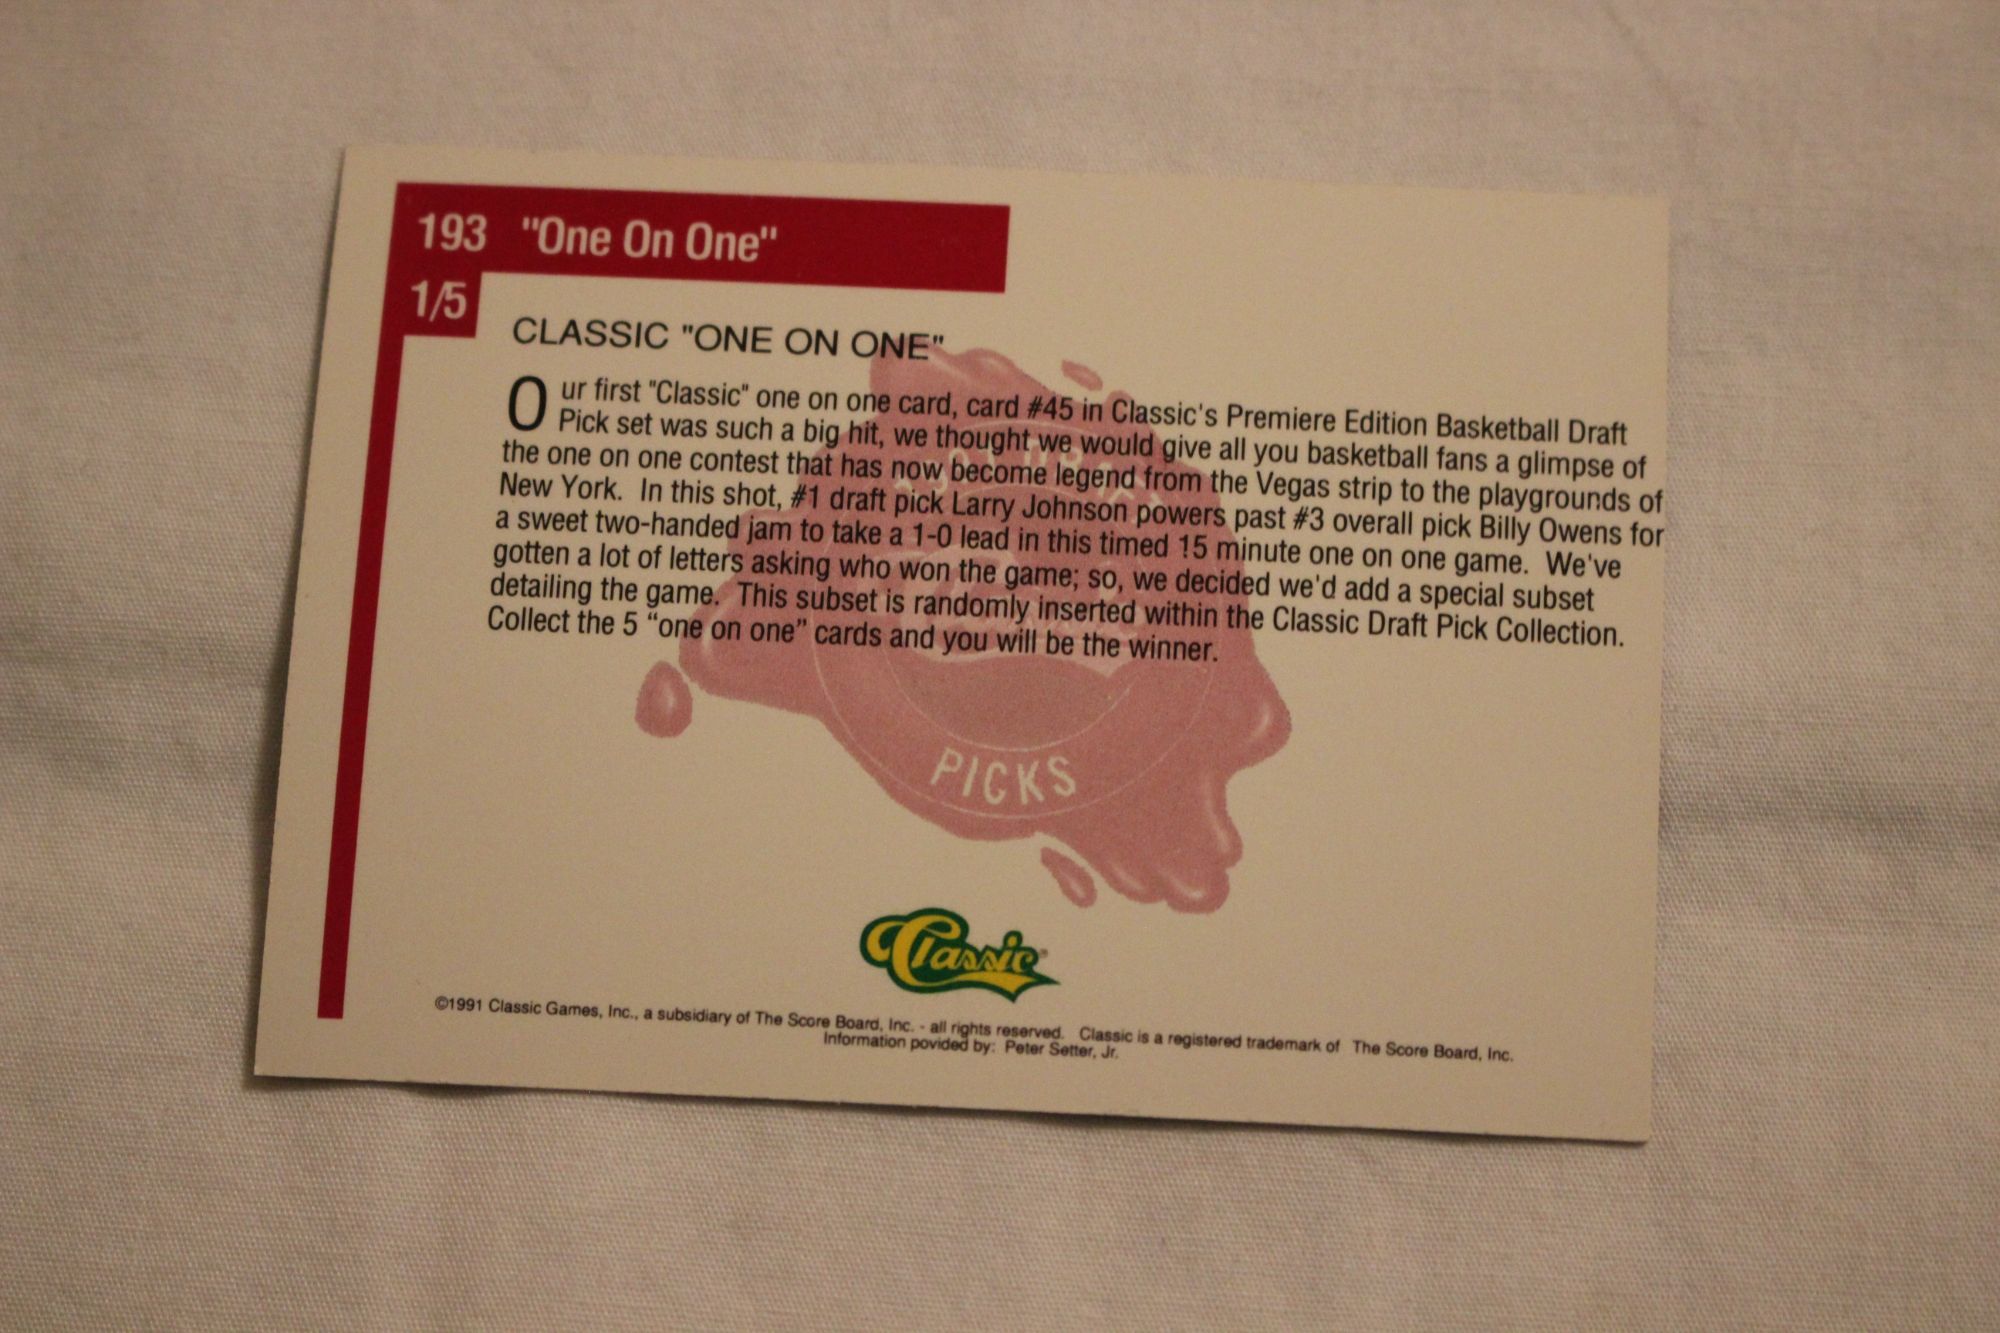 193 "One On One"
1/5
CLASSIC "ONE ON ONE"
Our first "Classic" one on one card, card #45 in Classic's Premiere Edition Basketball Draft
Pick set was such a big hit, we thought we would give all you basketball fans a glimpse of
the one on one contest that has now become legend from the Vegas strip to the playgrounds of
New York. In this shot, #1 draft pick Larry Johnson powers past #3 overall pick Billy Owens for
a sweet two-handed jam to take a 1-0 lead in this timed 15 minute one on one game. We've
gotten a lot of letters asking who won the game; so, we decided we'd add a special subset
detailing the game. This subset is randomly inserted within the Classic Draft Pick Collection.
Collect the 5 “one on one” cards and you will be the winner.
PICKS
Classic®
©1991 Classic Games, Inc., a subsidiary of The Score Board, Inc. - all rights reserved. Classic is a registered trademark of The Score Board, Inc.
Information povided by: Peter Setter, Jr.